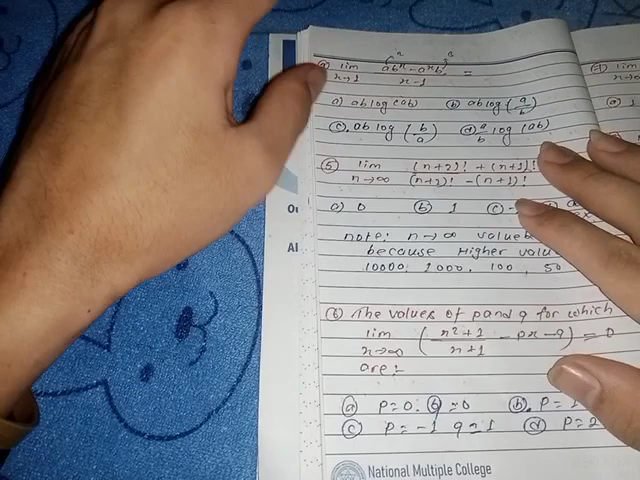 lim ab^x - a^x b =
x→1 x-1
a) ab log (ab) (b) ab log (a/b)
(c). ab log (b/a) (d) a/b log (ab)
(5) lim (n+2)! + (n+1)!
n→∞ (n+2)! - (n+1)!
a) 0 (b) 1 (c)
note: n→∞ value
because Higher value
10000, 1000, 100, 50
(6) The values of p and q for which
lim (x²+1 / x+1 - px - q) = 0
x→∞
are:-
(a) P=0. q=0 (b). P=1
(c) P=-1 q=1 (d) P=2
National Multiple College